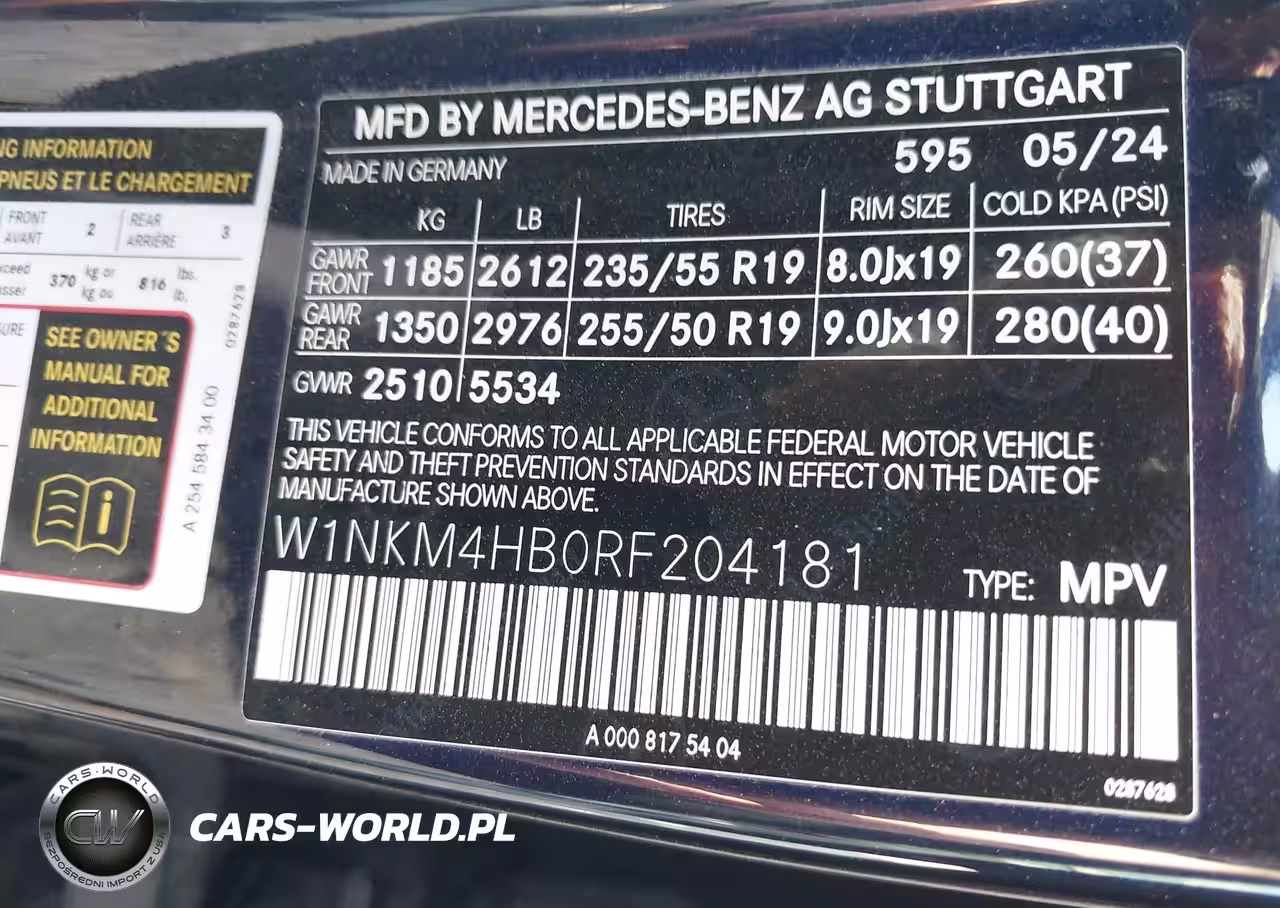 NG INFORMATION
PNEUS ET LE CHARGEMENT
FRONT
AVANT
2
REAR
ARRIÈRE
3
370
kg or
kg ou
816
lbs.
lb.
SEE OWNER´S
MANUAL FOR
ADDITIONAL
INFORMATION
i
0287628
A 254 584 34 00
MFD BY MERCEDES-BENZ AG STUTTGART
MADE IN GERMANY 595 05/24
KG LB TIRES RIM SIZE COLD KPA (PSI)
GAWR FRONT 1185 2612 235/55 R19 8.0Jx19 260(37)
GAWR REAR 1350 2976 255/50 R19 9.0Jx19 280(40)
GVWR 2510 5534
THIS VEHICLE CONFORMS TO ALL APPLICABLE FEDERAL MOTOR VEHICLE
SAFETY AND THEFT PREVENTION STANDARDS IN EFFECT ON THE DATE OF
MANUFACTURE SHOWN ABOVE.
W1NKM4HB0RF204181
TYPE: MPV
A 000 817 54 04
0287628
CARS-WORLD
CW
BEZPOŚREDNI IMPORT Z USA
CARS-WORLD.PL